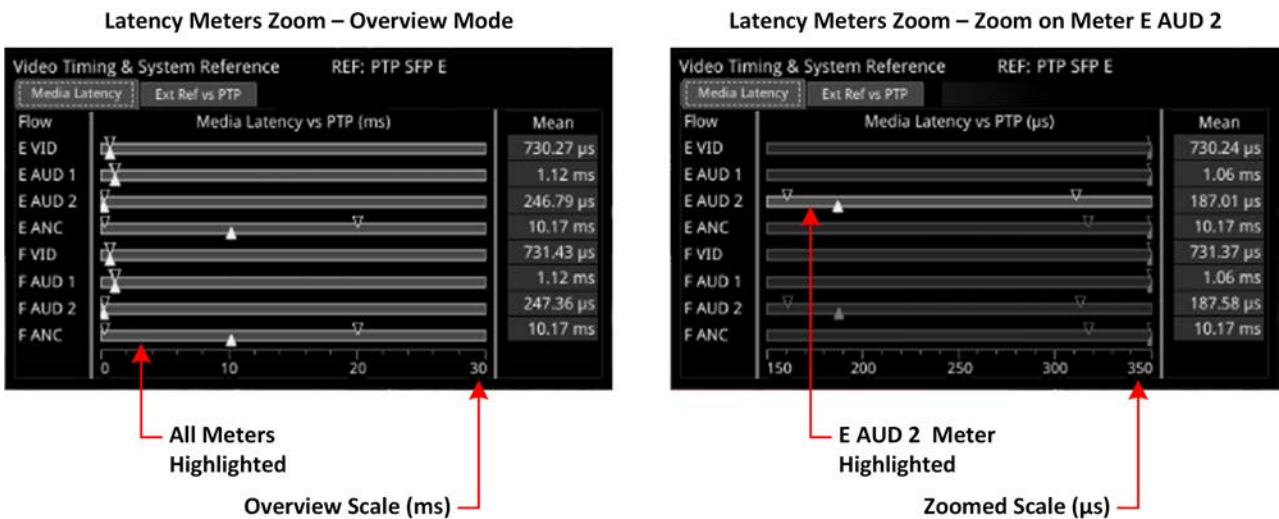 Latency Meters Zoom – Overview Mode
Video Timing & System Reference REF: PTP SFP E
Media Latency Ext Ref vs PTP
Flow Media Latency vs PTP (ms) Mean
E VID 730.27 µs
E AUD 1 1.12 ms
E AUD 2 246.79 µs
E ANC 10.17 ms
F VID 731.43 µs
F AUD 1 1.12 ms
F AUD 2 247.36 µs
F ANC 10.17 ms
0 10 20 30
All Meters
Highlighted
Overview Scale (ms)
Latency Meters Zoom – Zoom on Meter E AUD 2
Video Timing & System Reference REF: PTP SFP E
Media Latency Ext Ref vs PTP
Flow Media Latency vs PTP (µs) Mean
E VID 730.24 µs
E AUD 1 1.06 ms
E AUD 2 187.01 µs
E ANC 10.17 ms
F VID 731.37 µs
F AUD 1 1.06 ms
F AUD 2 187.58 µs
F ANC 10.17 ms
150 200 250 300 350
E AUD 2 Meter
Highlighted
Zoomed Scale (µs)